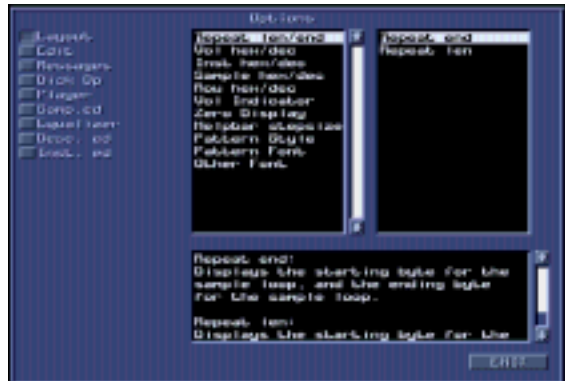 Options
Layout
Edit
Messages
Disk Op
Player
Samp.ed
Equalizer
Inst. ed
Repeat len/end
Vol hex/dec
Inst hex/dec
Sample hex/dec
Row hex/dec
Vol Indicator
Zero Display
Helpbar stepsize
Pattern Style
Pattern Font
Other Font
Repeat end
Repeat len
Repeat end:
Displays the starting byte for the
sample loop, and the ending byte
for the sample loop.
Repeat len:
Displays the starting byte for the
EXIT